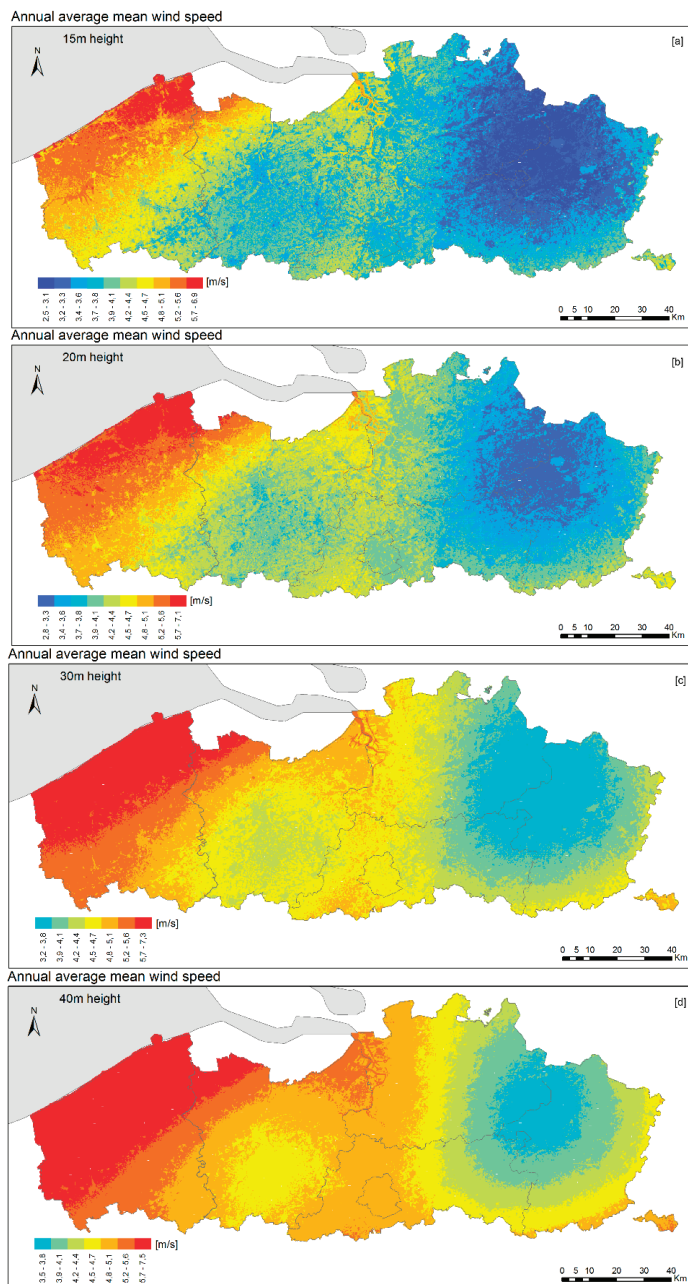 Annual average mean wind speed
15m height
[a]
N
[m/s]
2,5 - 3,1
3,2 - 3,3
3,4 - 3,6
3,7 - 3,8
3,9 - 4,1
4,2 - 4,4
4,5 - 4,7
4,8 - 5,1
5,2 - 5,6
5,7 - 6,9
0 5 10 20 30 40
Km
Annual average mean wind speed
20m height
[b]
N
[m/s]
2,8 - 3,3
3,4 - 3,6
3,7 - 3,8
3,9 - 4,1
4,2 - 4,4
4,5 - 4,7
4,8 - 5,1
5,2 - 5,6
5,7 - 7,1
0 5 10 20 30 40
Km
Annual average mean wind speed
30m height
[c]
N
[m/s]
3,2 - 3,8
3,9 - 4,1
4,2 - 4,4
4,5 - 4,7
4,8 - 5,1
5,2 - 5,6
5,7 - 7,3
0 5 10 20 30 40
Km
Annual average mean wind speed
40m height
[d]
N
[m/s]
3,5 - 3,8
3,9 - 4,1
4,2 - 4,4
4,5 - 4,7
4,8 - 5,1
5,2 - 5,6
5,7 - 7,5
0 5 10 20 30 40
Km